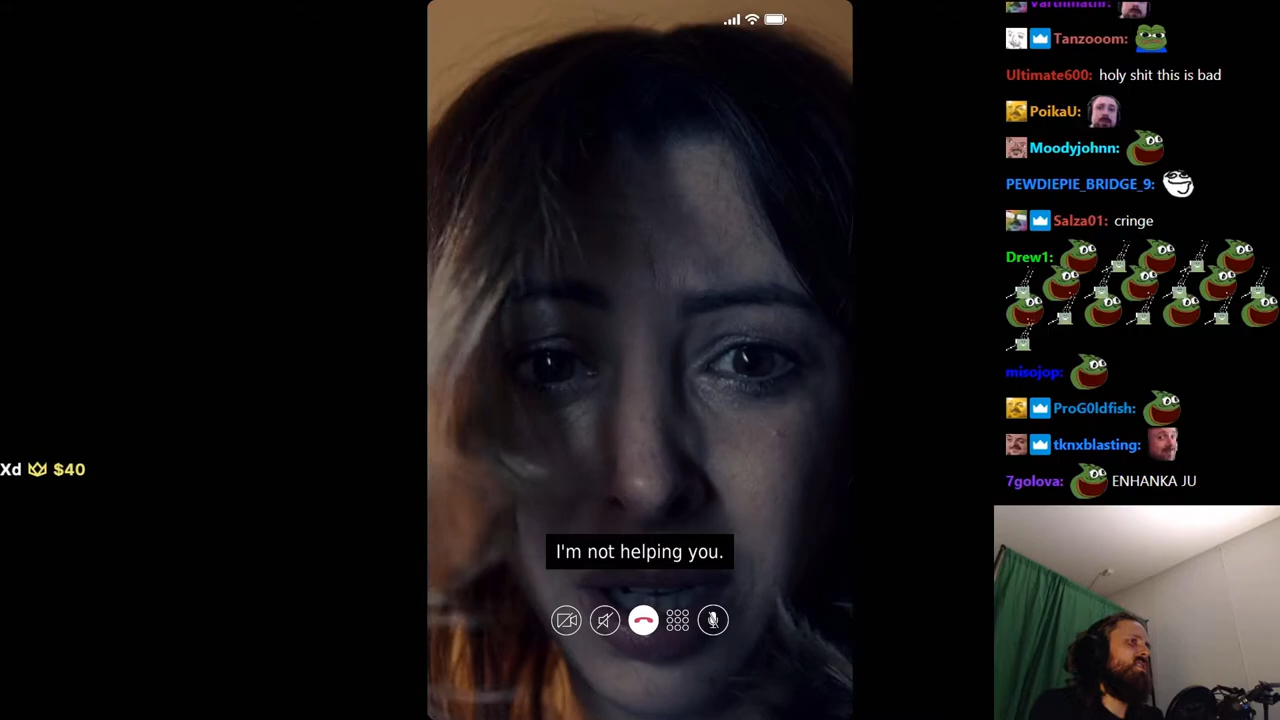 Tanzooom:
Ultimate600: holy shit this is bad
PoikaU:
Moodyjohnn:
PEWDIEPIE_BRIDGE_9:
Salza01: cringe
Drew1:
misojop:
ProG0ldfish:
tknxblasting:
7golova: ENHANKA JU
Xd $40
I'm not helping you.